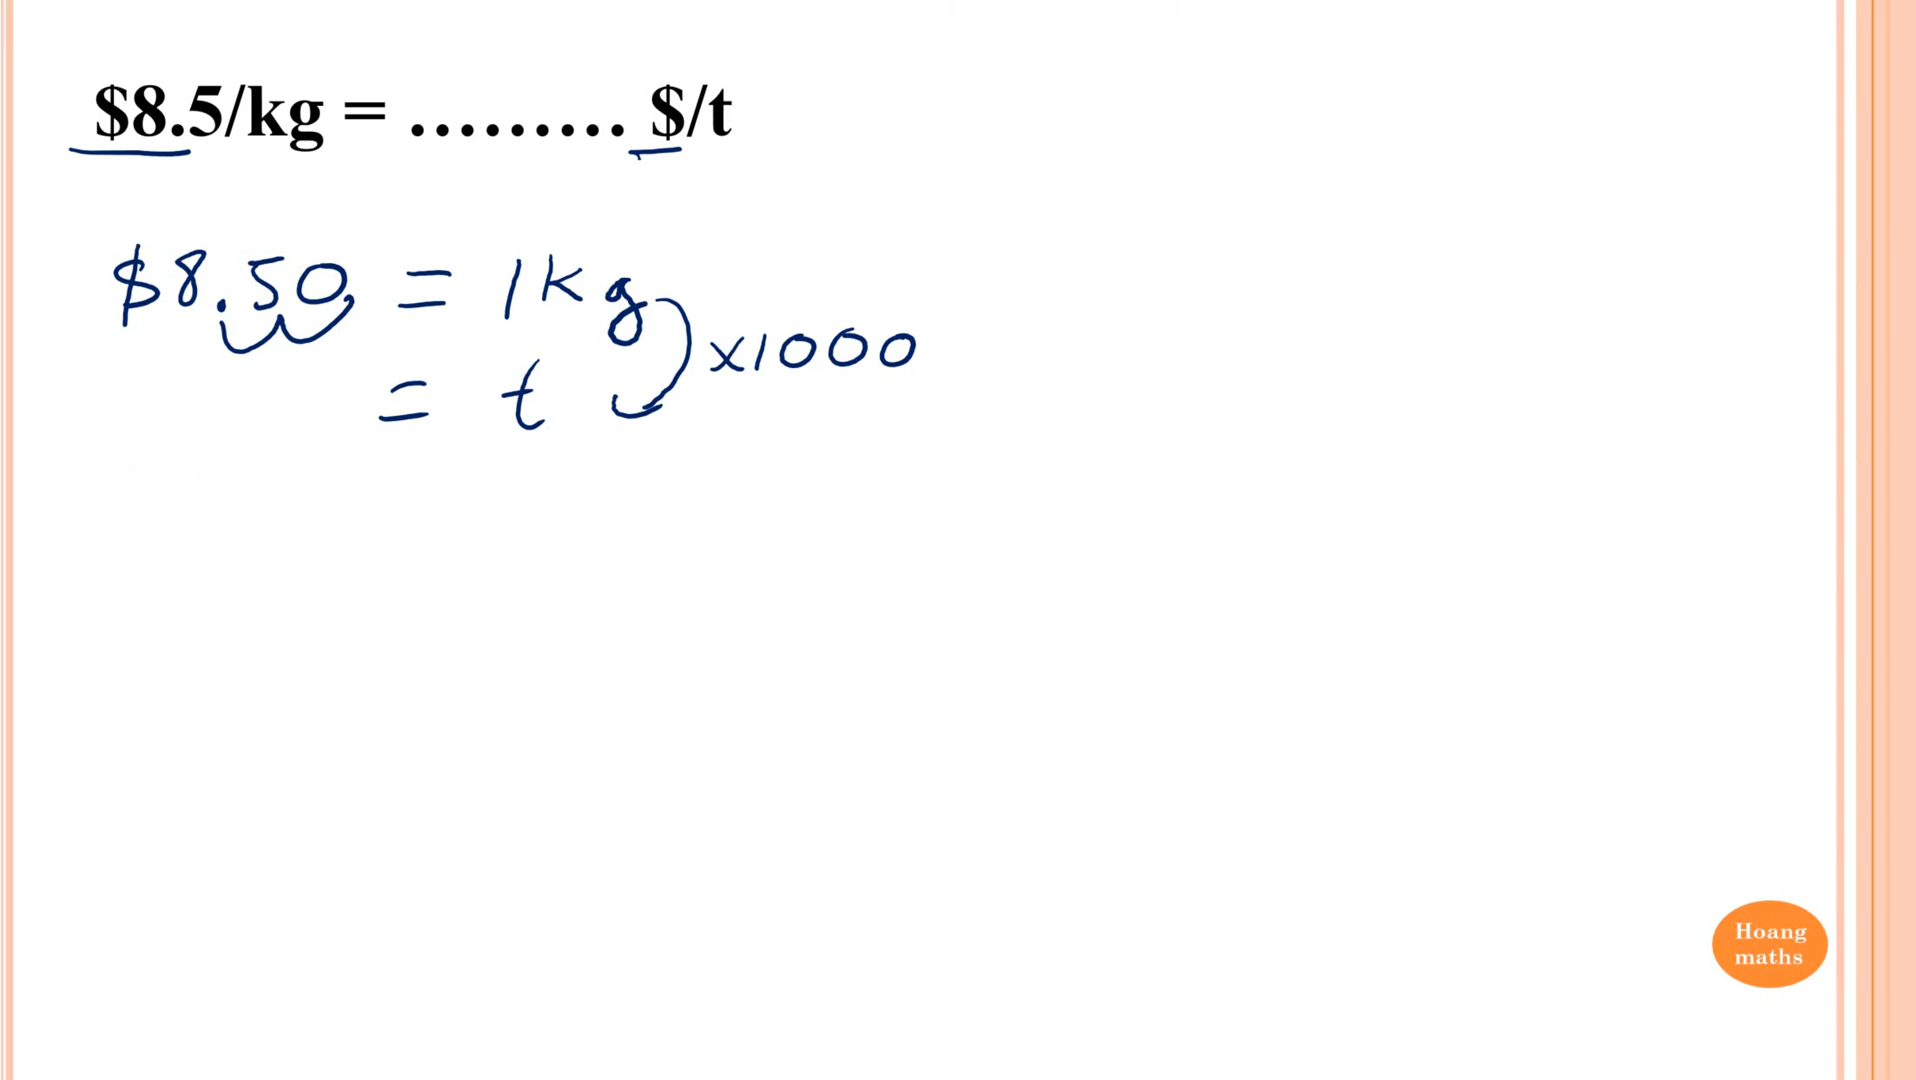 $8.5/kg = ……… $/t
$8.50 = 1kg
x1000
= t
Hoang
maths